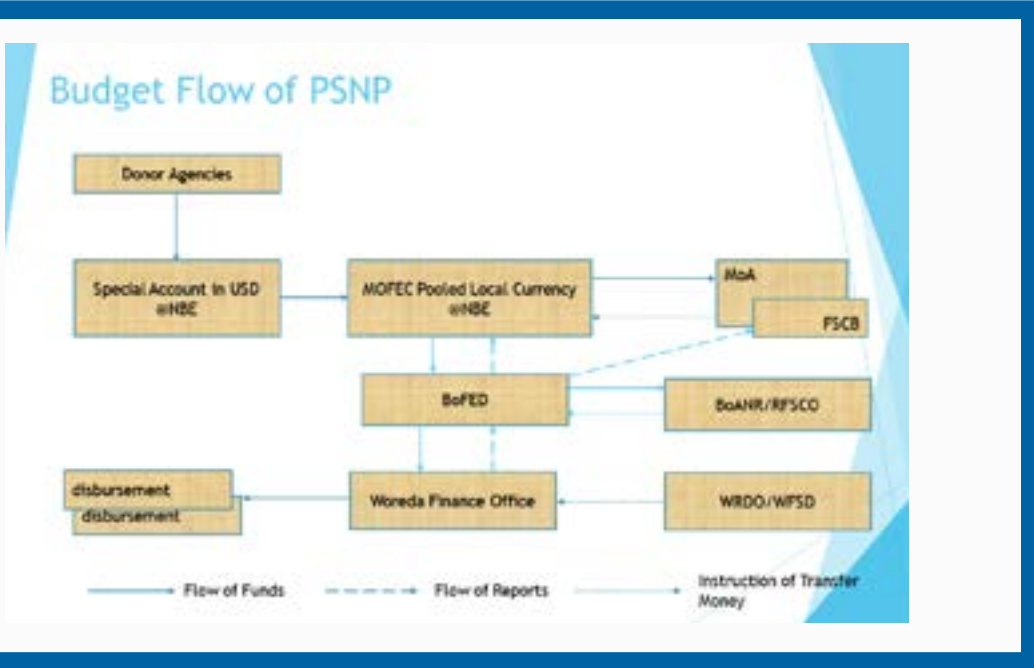 Budget Flow of PSNP
Donor Agencies
Special Account in USD
@NBE
MOFEC Pooled Local Currency
@NBE
MoA
FSCB
BoFED
BoANR/RFSCO
disbursement
disbursement
Woreda Finance Office
WRDO/WFSD
Flow of Funds
Flow of Reports
Instruction of Transfer
Money